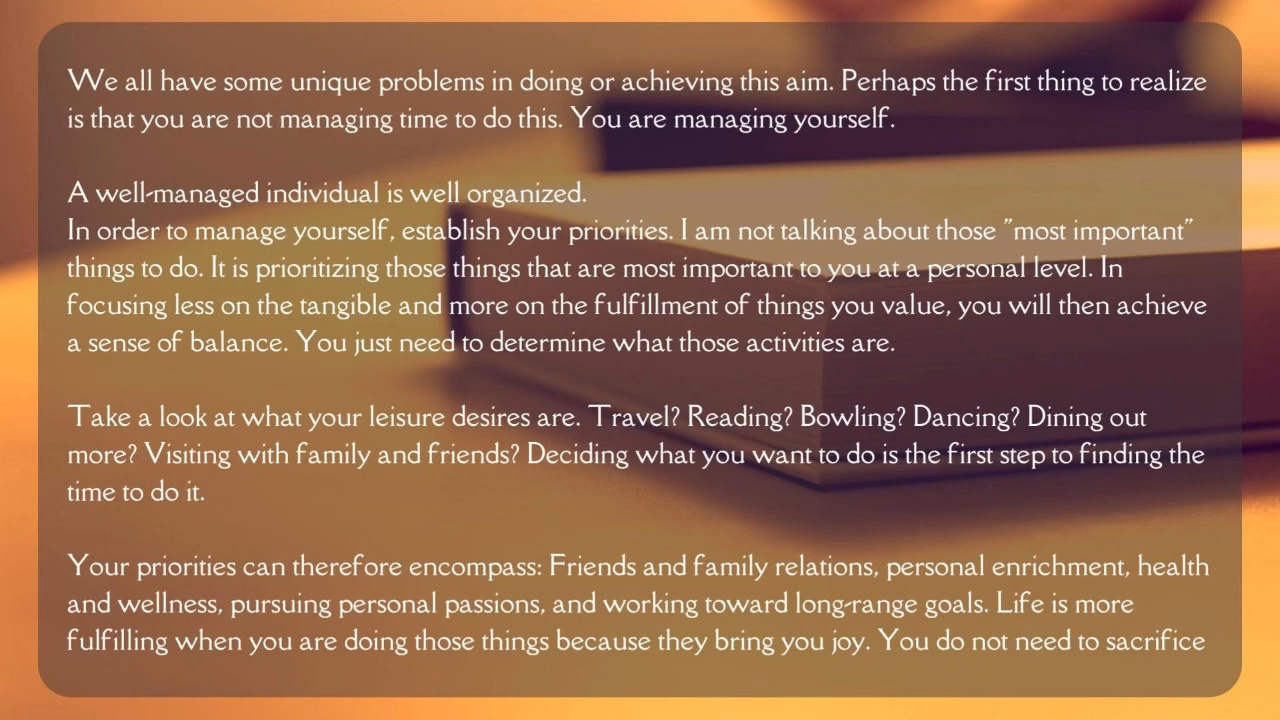 We all have some unique problems in doing or achieving this aim. Perhaps the first thing to realize
is that you are not managing time to do this. You are managing yourself.
A well-managed individual is well organized.
In order to manage yourself, establish your priorities. I am not talking about those "most important"
things to do. It is prioritizing those things that are most important to you at a personal level. In
focusing less on the tangible and more on the fulfillment of things you value, you will then achieve
a sense of balance. You just need to determine what those activities are.
Take a look at what your leisure desires are. Travel? Reading? Bowling? Dancing? Dining out
more? Visiting with family and friends? Deciding what you want to do is the first step to finding the
time to do it.
Your priorities can therefore encompass: Friends and family relations, personal enrichment, health
and wellness, pursuing personal passions, and working toward long-range goals. Life is more
fulfilling when you are doing those things because they bring you joy. You do not need to sacrifice